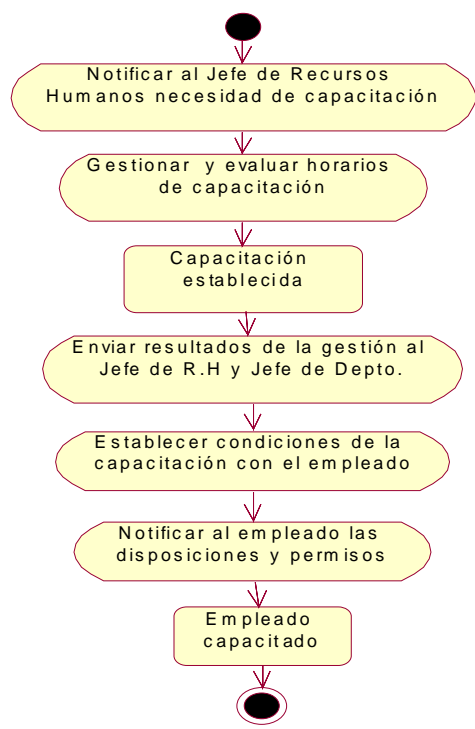 Notificar al Jefe de Recursos
Humanos necesidad de capacitación
Gestionar y evaluar horarios
de capacitación
Capacitación
establecida
Enviar resultados de la gestión al
Jefe de R.H y Jefe de Depto.
Establecer condiciones de la
capacitación con el empleado
Notificar al empleado las
disposiciones y permisos
Empleado
capacitado